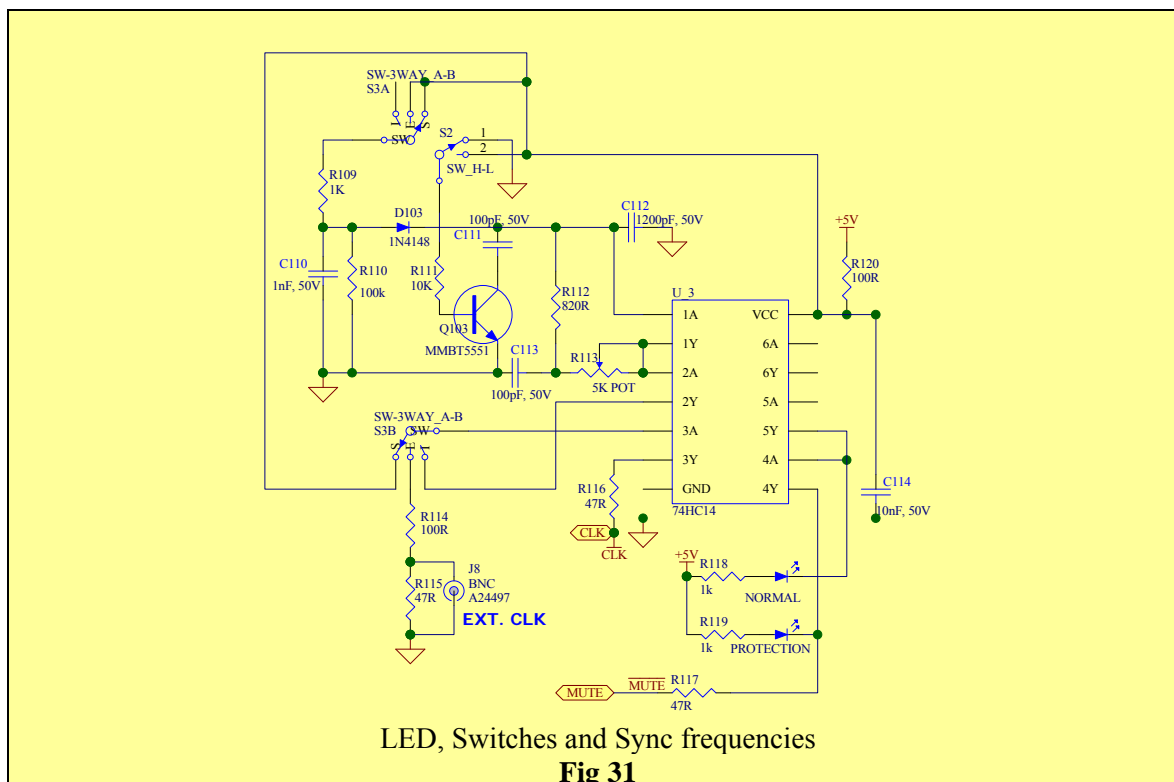 SW-3WAY_A-B
S3A
I
E
S
SW
S2
1
2
SW_H-L
R109
1K
D103
1N4148
100pF, 50V
C111
C112
1200pF, 50V
+5V
R120
100R
C110
1nF, 50V
R110
100k
R111
10K
R112
820R
Q103
MMBT5551
C113
100pF, 50V
R113
5K POT
U_3
1A
1Y
2A
2Y
3A
3Y
GND
VCC
6A
6Y
5A
5Y
4A
4Y
74HC14
SW-3WAY_A-B
S3B
SW
S
E
I
R116
47R
CLK
CLK
C114
10nF, 50V
R114
100R
R115
47R
J8
BNC
A24497
EXT. CLK
+5V
R118
1k
NORMAL
R119
1k
PROTECTION
MUTE
MUTE
R117
47R
LED, Switches and Sync frequencies
Fig 31